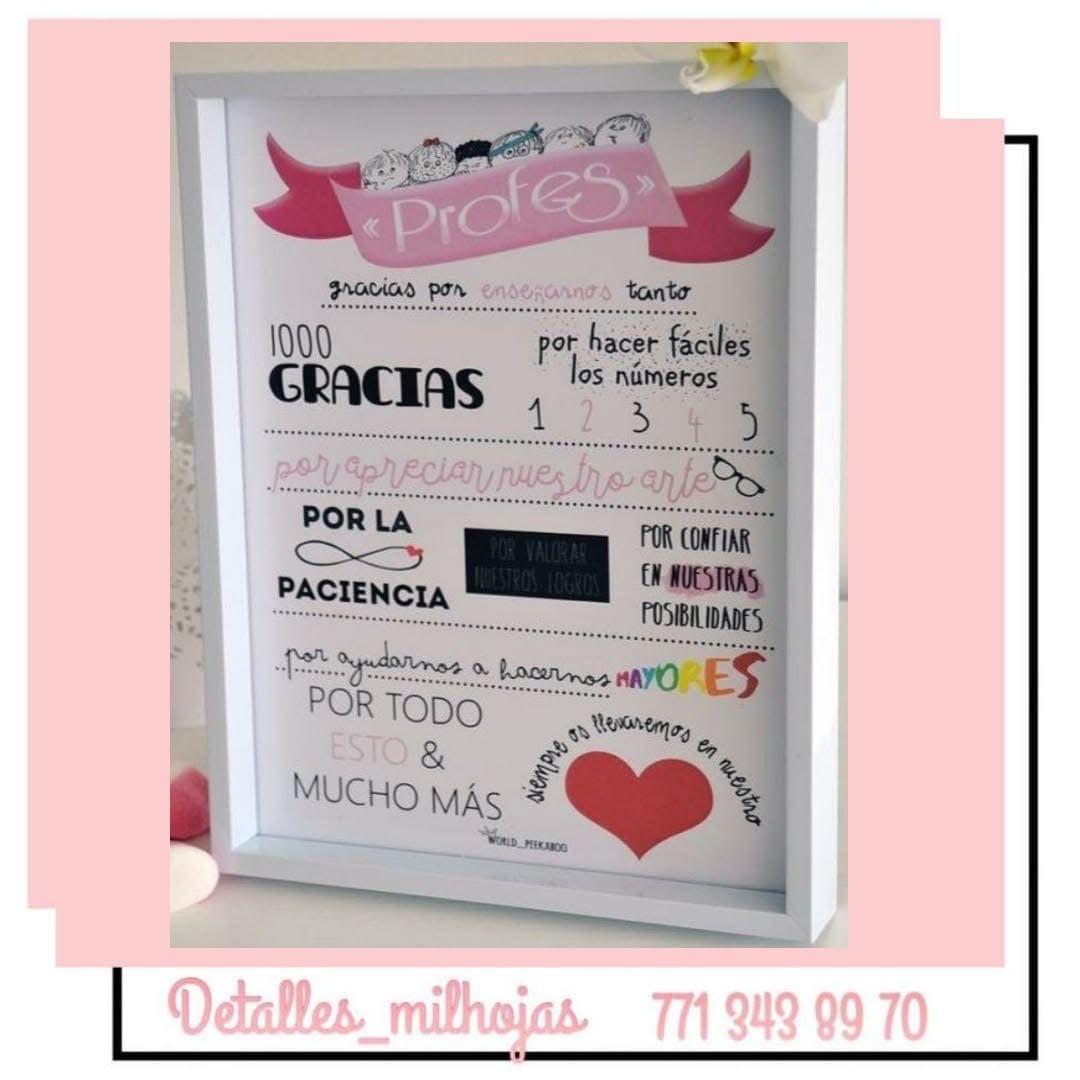 «Profes»
gracias por enseñarnos tanto
1000
GRACIAS
por hacer fáciles
los números
1 2 3 4 5
por apreciar nuestro arte
POR LA
PACIENCIA
POR VALORAR
NUESTROS LOGROS
POR CONFIAR
EN NUESTRAS
POSIBILIDADES
por ayudarnos a hacernos MAYORES
POR TODO
ESTO &
MUCHO MÁS
siempre os llevaremos en nuestro
WORLD_PEEKABOO
Detalles_milhojas 771 343 89 70